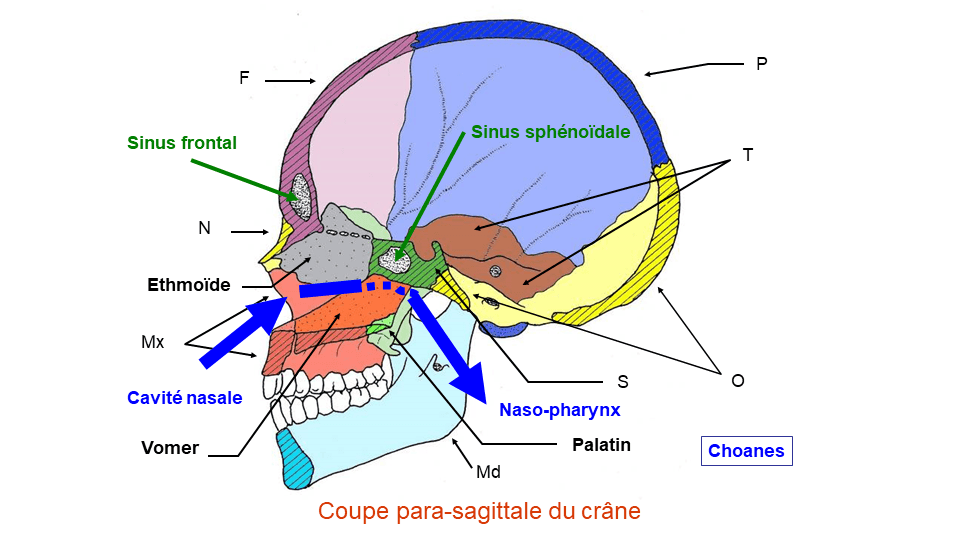 P
F
Sinus sphénoïdale
Sinus frontal
T
N
Ethmoïde
Mx
S
O
Cavité nasale
Naso-pharynx
Vomer
Palatin
Choanes
Md
Coupe para-sagittale du crâne